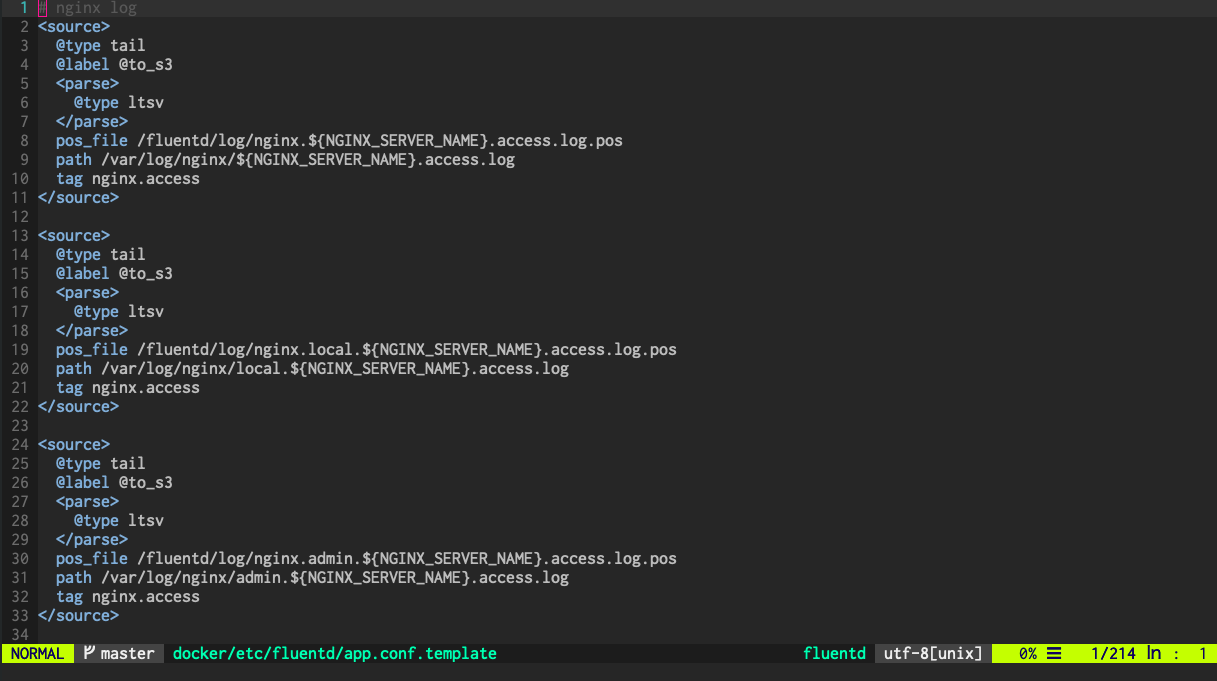 1 # nginx log
2 <source>
3   @type tail
4   @label @to_s3
5   <parse>
6     @type ltsv
7   </parse>
8   pos_file /fluentd/log/nginx.${NGINX_SERVER_NAME}.access.log.pos
9   path /var/log/nginx/${NGINX_SERVER_NAME}.access.log
10   tag nginx.access
11 </source>
12
13 <source>
14   @type tail
15   @label @to_s3
16   <parse>
17     @type ltsv
18   </parse>
19   pos_file /fluentd/log/nginx.local.${NGINX_SERVER_NAME}.access.log.pos
20   path /var/log/nginx/local.${NGINX_SERVER_NAME}.access.log
21   tag nginx.access
22 </source>
23
24 <source>
25   @type tail
26   @label @to_s3
27   <parse>
28     @type ltsv
29   </parse>
30   pos_file /fluentd/log/nginx.admin.${NGINX_SERVER_NAME}.access.log.pos
31   path /var/log/nginx/admin.${NGINX_SERVER_NAME}.access.log
32   tag nginx.access
33 </source>
34
NORMAL master docker/etc/fluentd/app.conf.template fluentd utf-8[unix] 0% ☰ 1/214 ln : 1